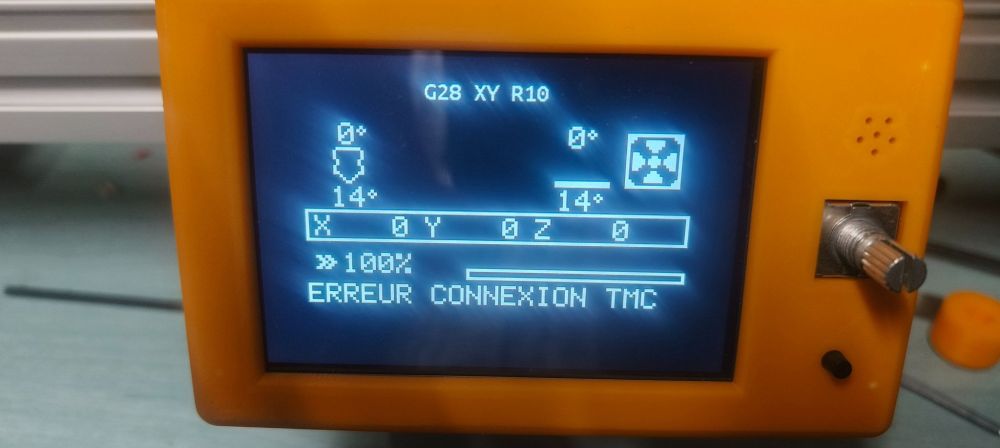 G28 XY R10
0° 0°
14° 14°
X 0 Y 0 Z 0
»100%
ERREUR CONNEXION TMC